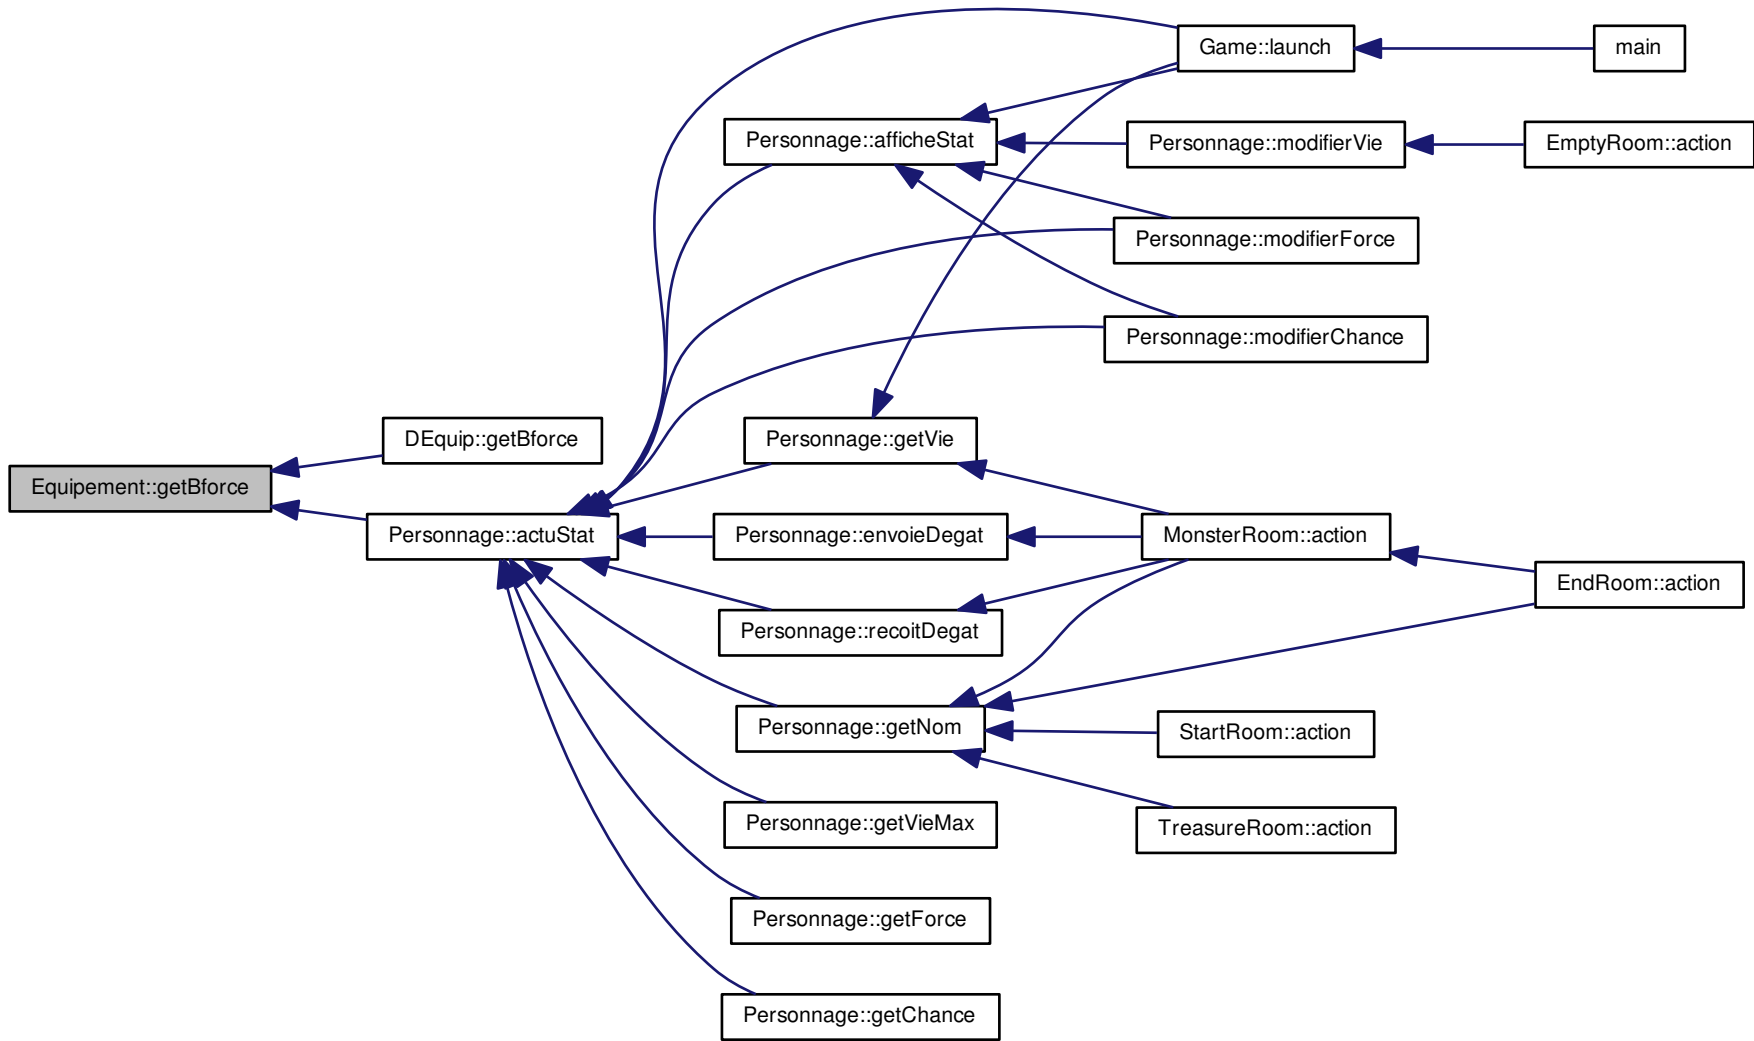 Game::launch
main
Personnage::afficheStat
Personnage::modifierVie
EmptyRoom::action
Personnage::modifierForce
Personnage::modifierChance
DEquip::getBforce
Personnage::getVie
Equipement::getBforce
Personnage::actuStat
Personnage::envoieDegat
MonsterRoom::action
EndRoom::action
Personnage::recoitDegat
Personnage::getNom
StartRoom::action
Personnage::getVieMax
TreasureRoom::action
Personnage::getForce
Personnage::getChance